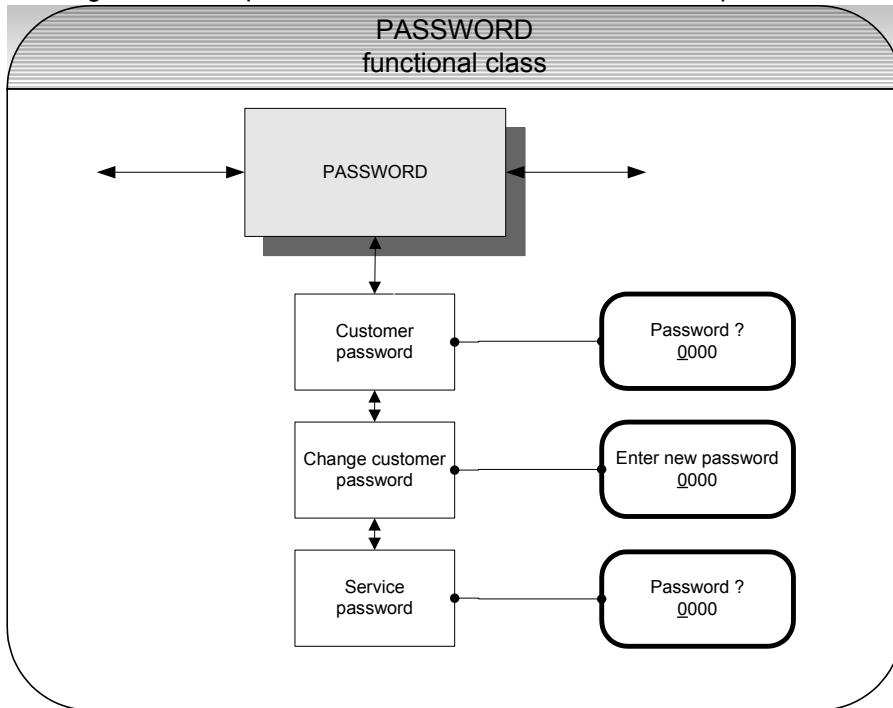 PASSWORD
functional class
PASSWORD
Customer
password
Password ?
0000
Change customer
password
Enter new password
0000
Service
password
Password ?
0000